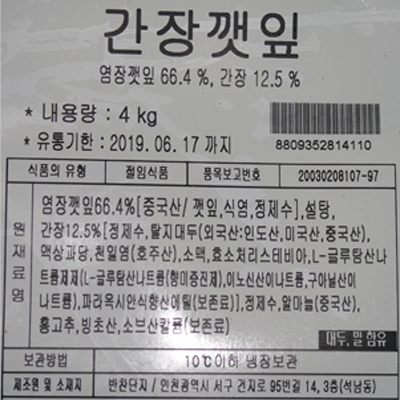 간장깻잎
염장깻잎 66.4 %, 간장 12.5 %
* 내용량 : 4 kg
* 유통기한 : 2019. 06. 17 까지
8809352814110
식품의 유형 절임식품 품목보고번호 20030208107-97
원재료명
염장깻잎66.4%[중국산/ 깻잎,식염,정제수],설탕,
간장12.5%[정제수,탈지대두(외국산:인도산,미국산,중국산),
액상과당,천일염(호주산), 소맥,효소처리스테비아,L-글루탐산나
트륨제제(L-글루탐산나트륨(향미증진제),이노신산이나트륨,구아닐산이
나트륨),파라옥시안식향산에틸(보존료)],정제수,알마늘(중국산),
홍고추,빙초산,소브산칼륨(보존료)
대두,밀 함유
보관방법 10℃이하 냉장보관
제조원 및 소재지 반찬단지 / 인천광역시 서구 건지로 95번길 14, 3층(석남동)